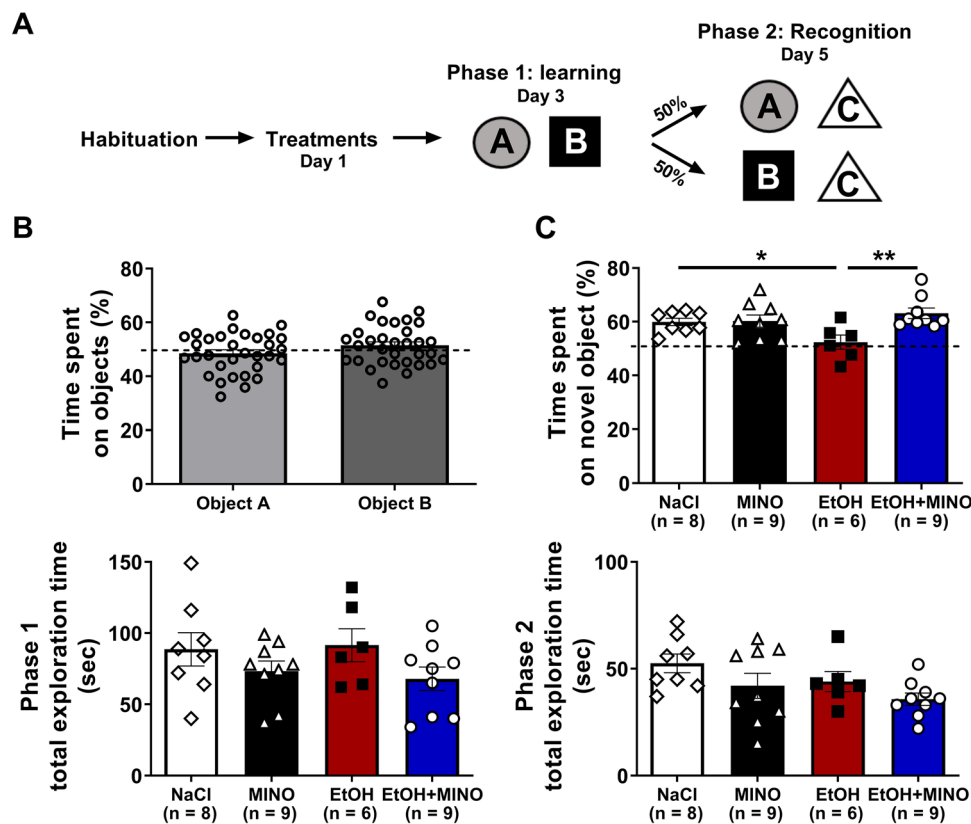 A
Phase 2: Recognition
Day 5
Phase 1: learning
Day 3
Habituation
Treatments
Day 1
A
B
50%
50%
A
C
B
C
B
Time spent
on objects (%)
80
60
40
20
0
Object A
Object B
C
*
**
Time spent
on novel object (%)
80
60
40
20
0
NaCl
(n = 8)
MINO
(n = 9)
EtOH
(n = 6)
EtOH+MINO
(n = 9)
Phase 1
total exploration time
(sec)
150
100
50
0
NaCl
(n = 8)
MINO
(n = 9)
EtOH
(n = 6)
EtOH+MINO
(n = 9)
Phase 2
total exploration time
(sec)
100
50
0
NaCl
(n = 8)
MINO
(n = 9)
EtOH
(n = 6)
EtOH+MINO
(n = 9)